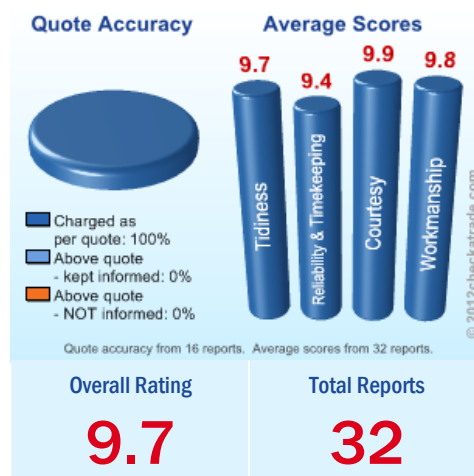 Quote Accuracy
Average Scores
9.7
9.4
9.9
9.8
Tidiness
Reliability & Timekeeping
Courtesy
Workmanship
Charged as
per quote: 100%
Above quote
- kept informed: 0%
Above quote
- NOT informed: 0%
© 2012checkatrade.com
Quote accuracy from 16 reports. Average scores from 32 reports.
Overall Rating
Total Reports
9.7
32